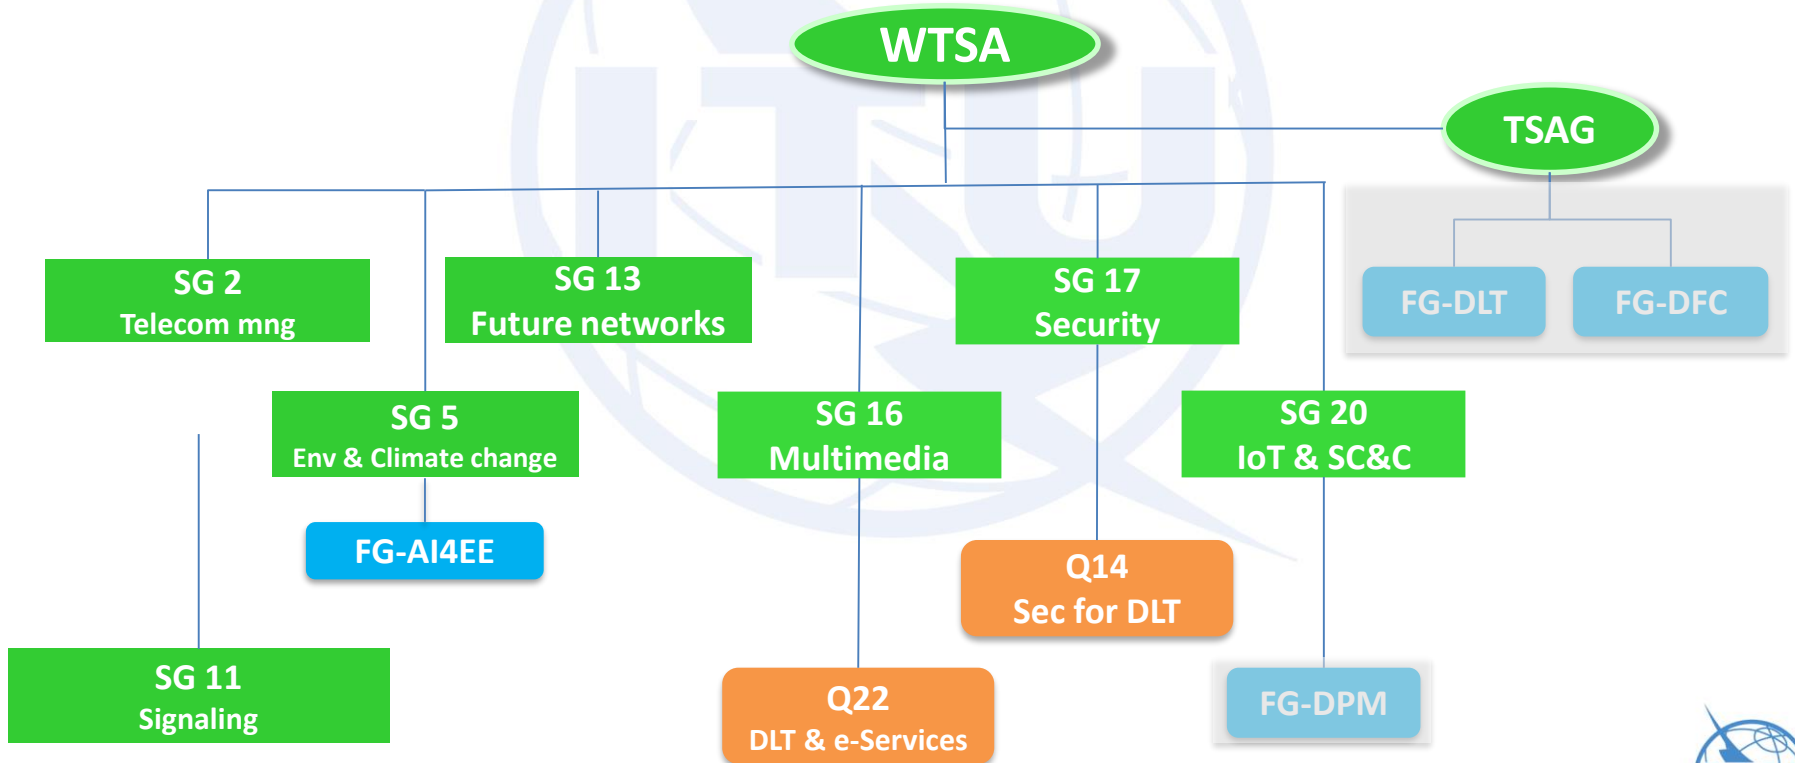 WTSA
TSAG
SG 2
Telecom mng
SG 13
Future networks
SG 17
Security
FG-DLT
FG-DFC
SG 5
Env & Climate change
SG 16
Multimedia
SG 20
IoT & SC&C
FG-AI4EE
Q14
Sec for DLT
SG 11
Signaling
Q22
DLT & e-Services
FG-DPM
ITU